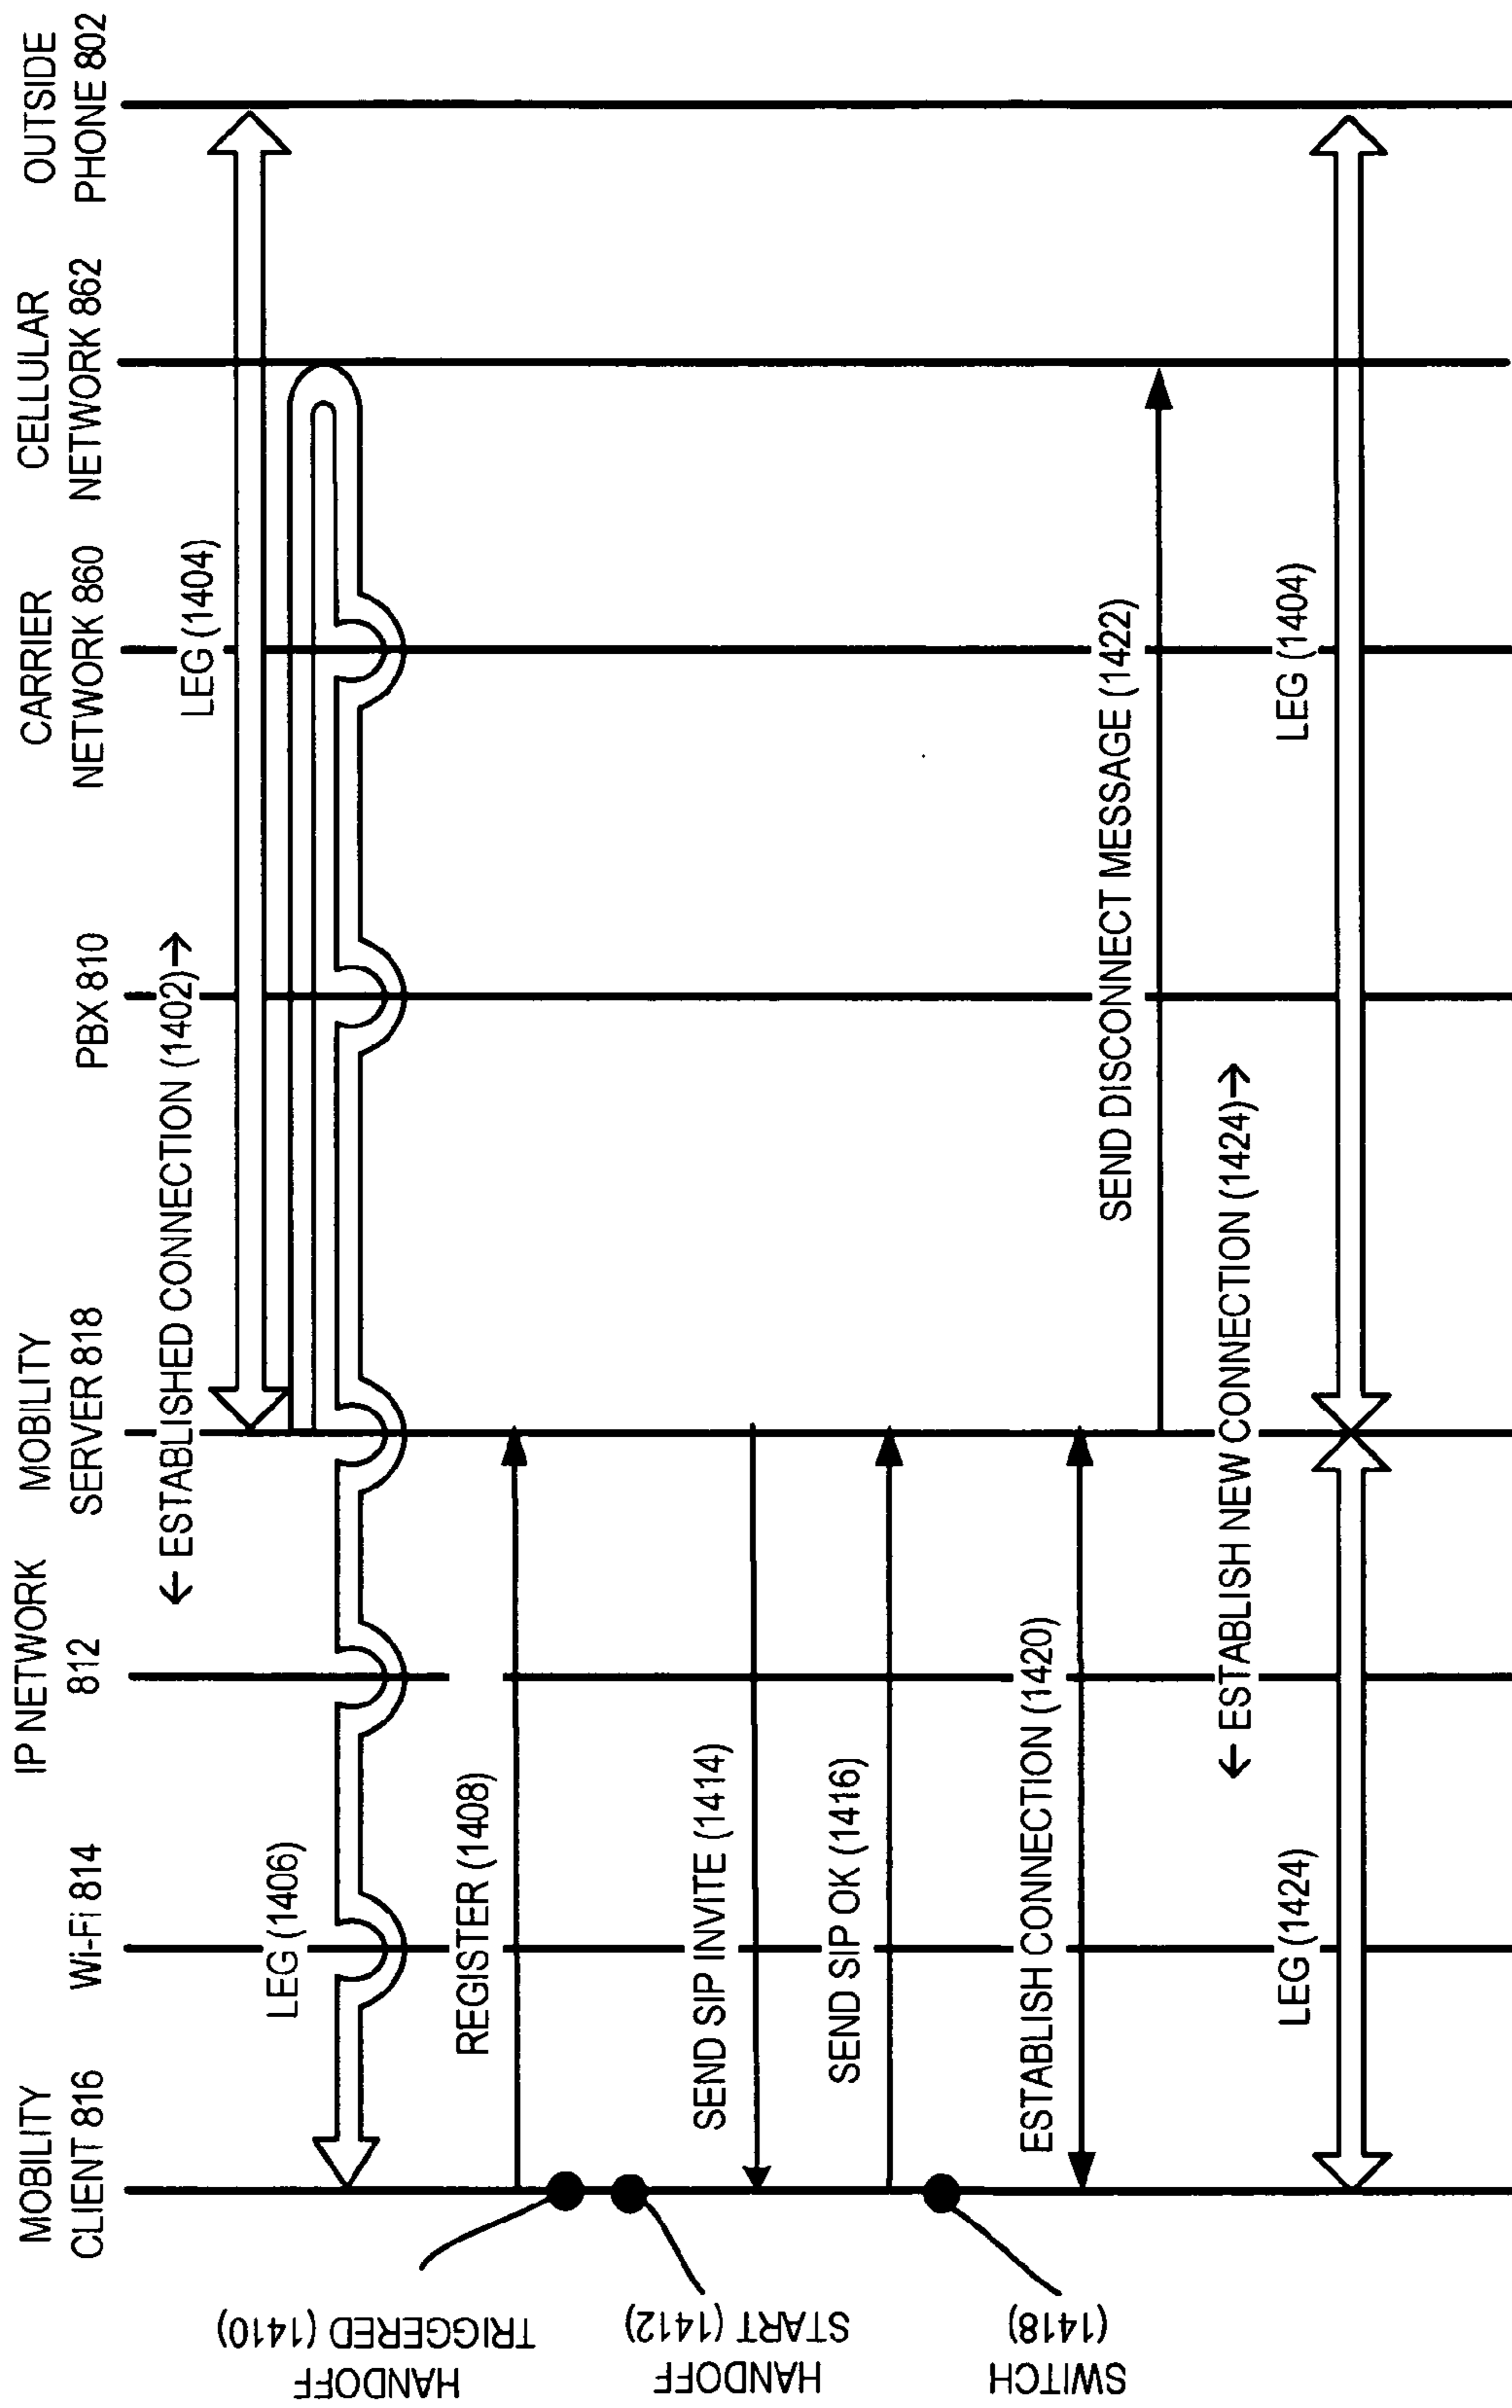 MOBILITY
CLIENT 816
Wi-Fi 814
IP NETWORK
812
MOBILITY
SERVER 818
PBX 810
CARRIER
NETWORK 860
CELLULAR
NETWORK 862
OUTSIDE
PHONE 802
← ESTABLISHED CONNECTION (1402) →
LEG (1404)
LEG (1406)
REGISTER (1408)
HANDOFF
TRIGGERED (1410)
HANDOFF
START (1412)
SEND SIP INVITE (1414)
SEND SIP OK (1416)
SWITCH
(1418)
ESTABLISH CONNECTION (1420)
SEND DISCONNECT MESSAGE (1422)
← ESTABLISH NEW CONNECTION (1424) →
LEG (1424)
LEG (1404)